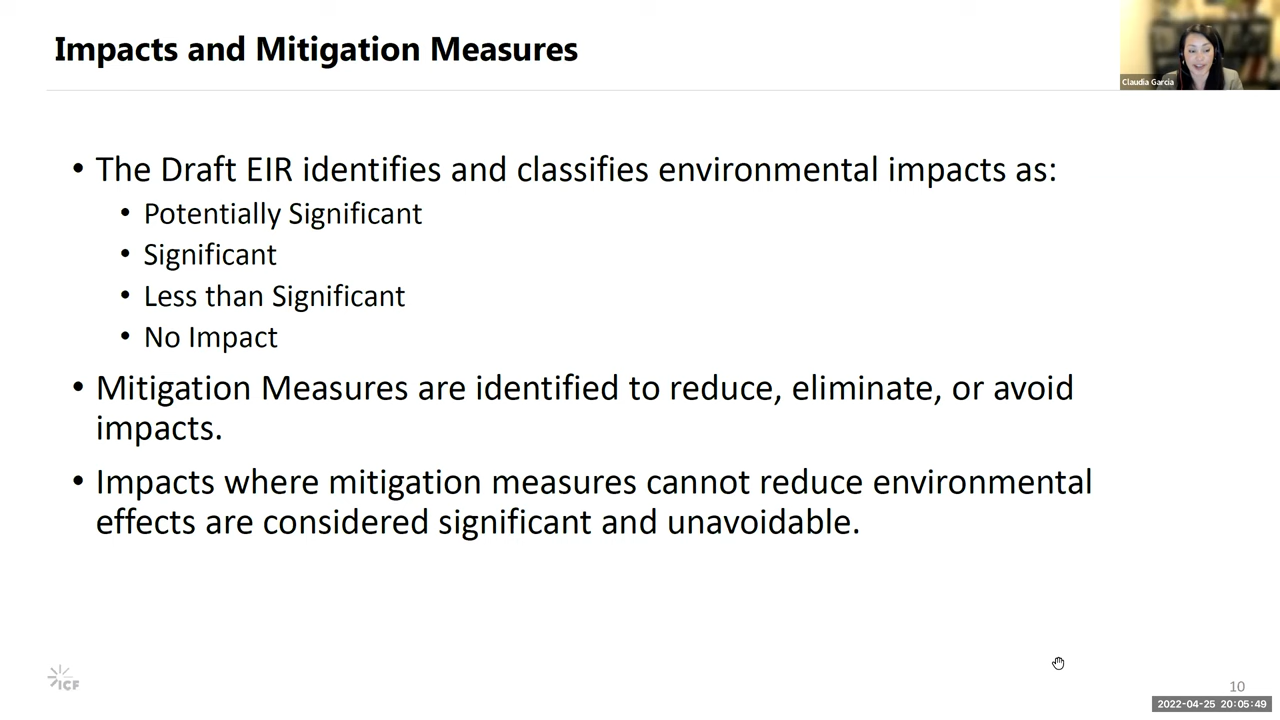 Impacts and Mitigation Measures
Claudia Garcia
• The Draft EIR identifies and classifies environmental impacts as:
• Potentially Significant
• Significant
• Less than Significant
• No Impact
• Mitigation Measures are identified to reduce, eliminate, or avoid
impacts.
• Impacts where mitigation measures cannot reduce environmental
effects are considered significant and unavoidable.
ICF
10
2022-04-25 20:05:49